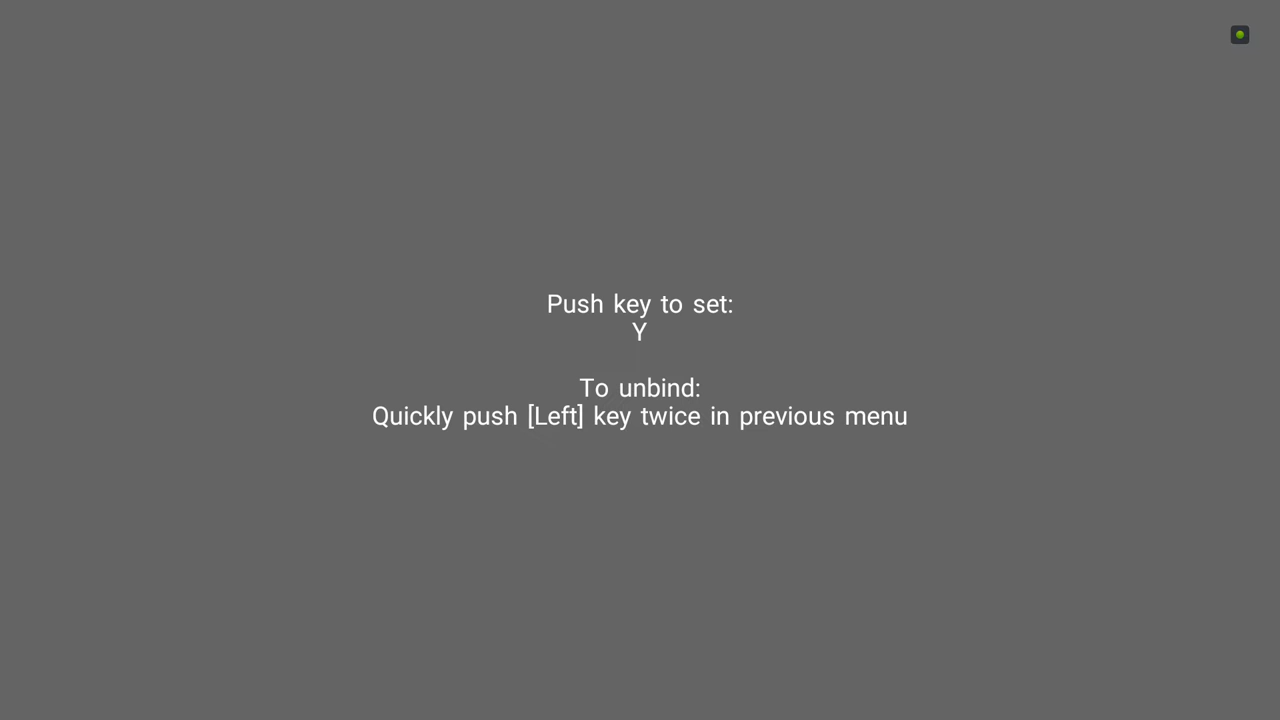 Push key to set:
Y
To unbind:
Quickly push [Left] key twice in previous menu